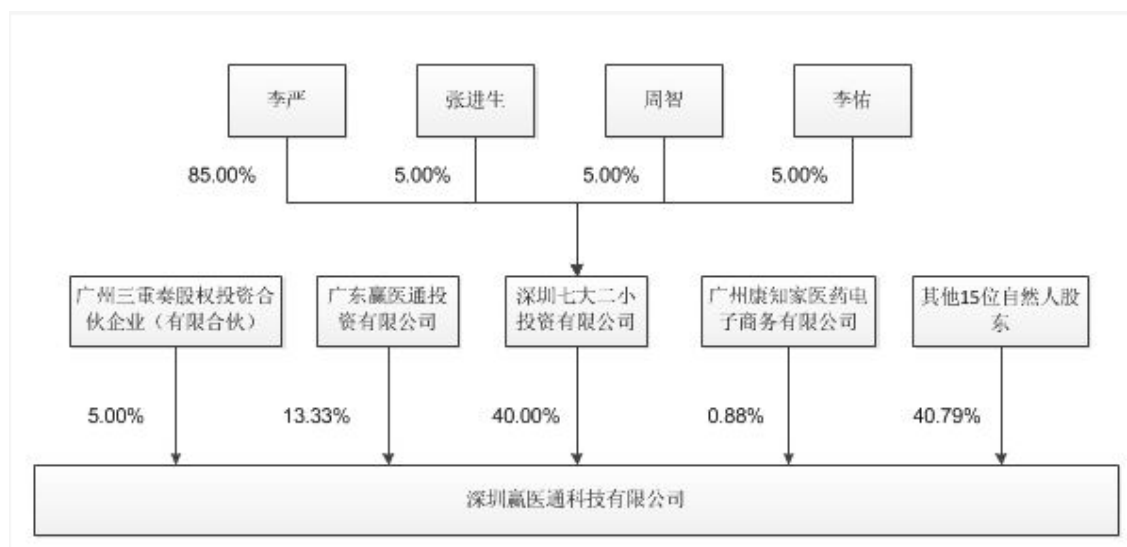 李严
张进生
周智
李佑
85.00%
5.00%
5.00%
5.00%
广州三重奏股权投资合
伙企业（有限合伙）
广东赢医通投
资有限公司
深圳七大二小
投资有限公司
广州康知家医药电
子商务有限公司
其他15位自然人股
东
5.00%
13.33%
40.00%
0.88%
40.79%
深圳赢医通科技有限公司